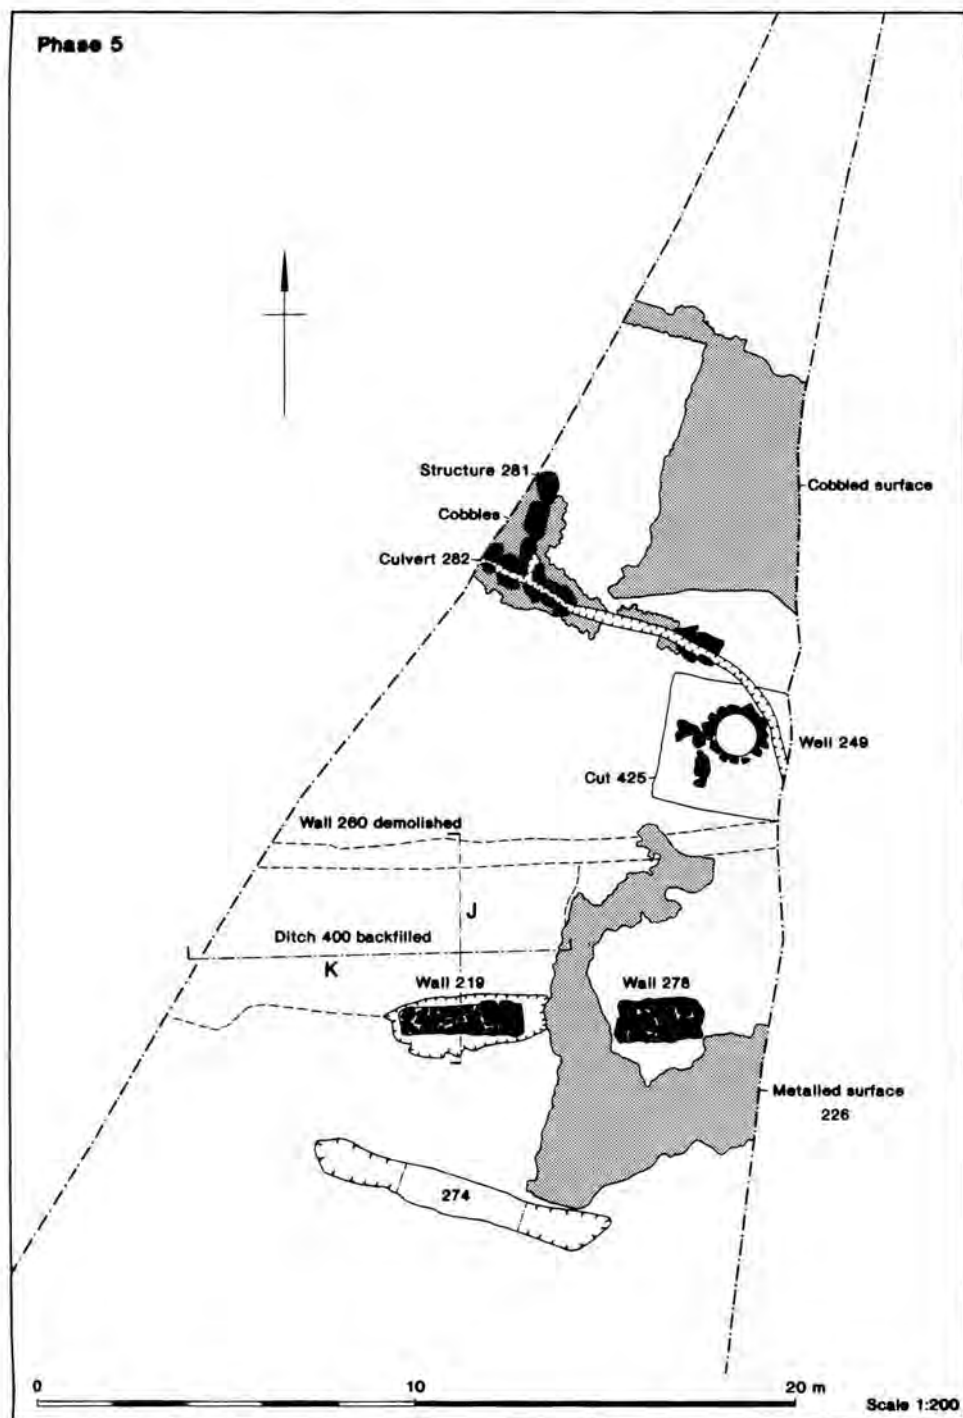 Phase 5
Structure 281
Cobbled surface
Cobbles
Culvert 282
Well 249
Cut 425
Wall 260 demolished
J
Ditch 400 backfilled
K
Wall 219
Wall 278
Metalled surface
226
274
0 10 20 m
Scale 1:200